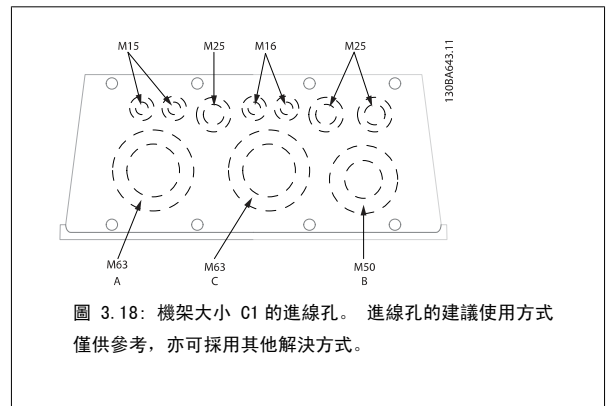 M15 M25 M16 M25
130BA643.11
M63 M63 M50
A C B
圖 3.18: 機架大小 C1 的進線孔。 進線孔的建議使用方式
僅供參考，亦可採用其他解決方式。